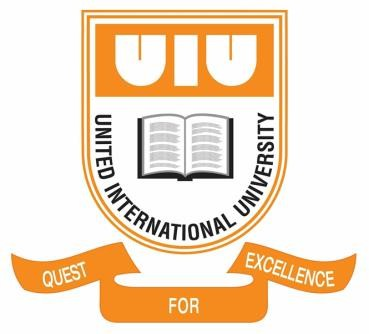 UIU
UNITED INTERNATIONAL UNIVERSITY
QUEST FOR EXCELLENCE